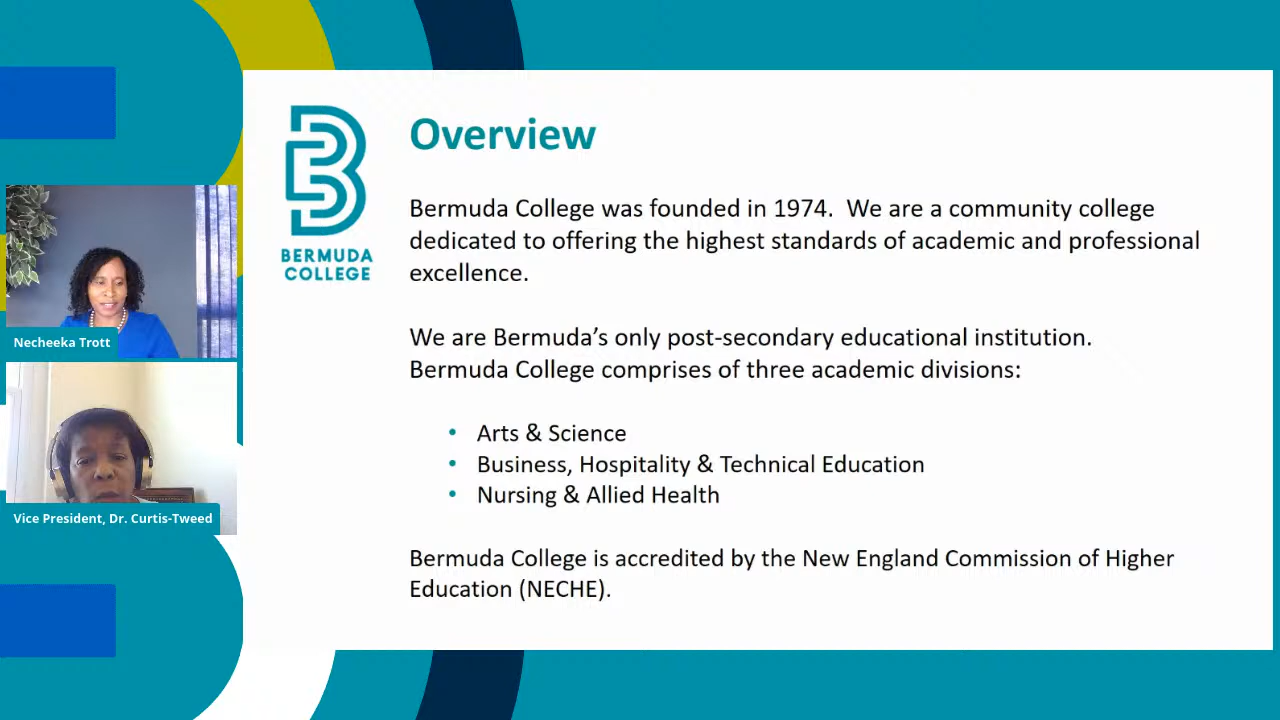 BERMUDA
COLLEGE
Overview
Bermuda College was founded in 1974. We are a community college
dedicated to offering the highest standards of academic and professional
excellence.
We are Bermuda’s only post-secondary educational institution.
Bermuda College comprises of three academic divisions:
• Arts & Science
• Business, Hospitality & Technical Education
• Nursing & Allied Health
Bermuda College is accredited by the New England Commission of Higher
Education (NECHE).
Necheeka Trott
Vice President, Dr. Curtis-Tweed